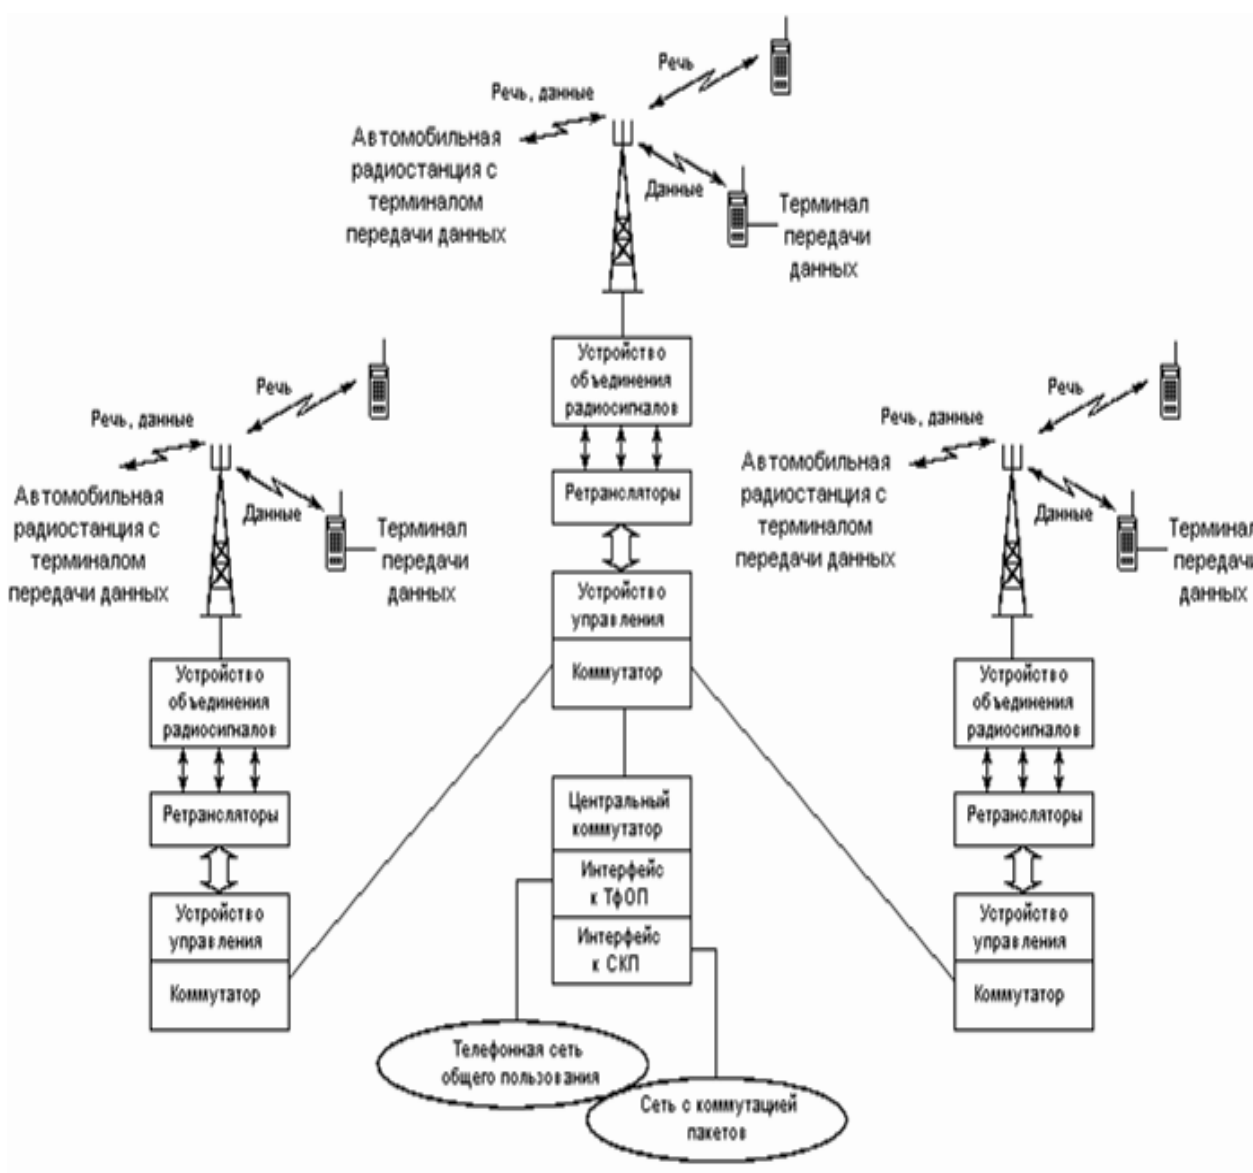 Речь
Речь, данные
Автомобильная
радиостанция с
терминалом
передачи данных
Данные
Терминал
передачи
данных
Устройство
объединения
радиосигналов
Ретрансляторы
Устройство
управления
Коммутатор
Центральный
коммутатор
Интерфейс
к ТфОП
Интерфейс
к СКП
Речь
Речь, данные
Автомобильная
радиостанция с
терминалом
передачи данных
Данные
Терминал
передачи
данных
Устройство
объединения
радиосигналов
Ретрансляторы
Устройство
управления
Коммутатор
Речь
Речь, данные
Автомобильная
радиостанция с
терминалом
передачи данных
Данные
Терминал
передачи
данных
Устройство
объединения
радиосигналов
Ретрансляторы
Устройство
управления
Коммутатор
Телефонная сеть
общего пользования
Сеть с коммутацией
пакетов